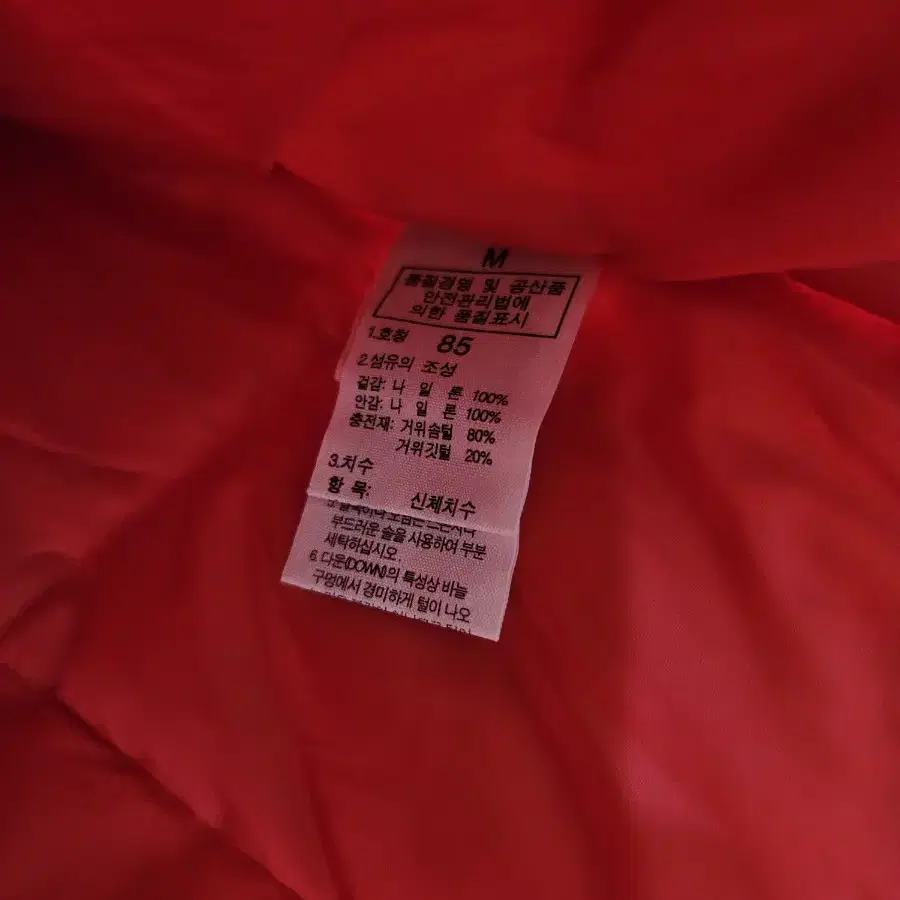 M
품질경영 및 공산품
안전관리법에
의한 품질표시
1.호칭 85
2.섬유의 조성
겉감: 나 일 론 100%
안감: 나 일 론 100%
충전재: 거위솜털 80%
거위깃털 20%
3.치수
항 목: 신체치수
부드러운 솔을 사용하여 부분
세탁하십시오.
6.다운(DOWN)의 특성상 바늘
구멍에서 경미하게 털이 나오